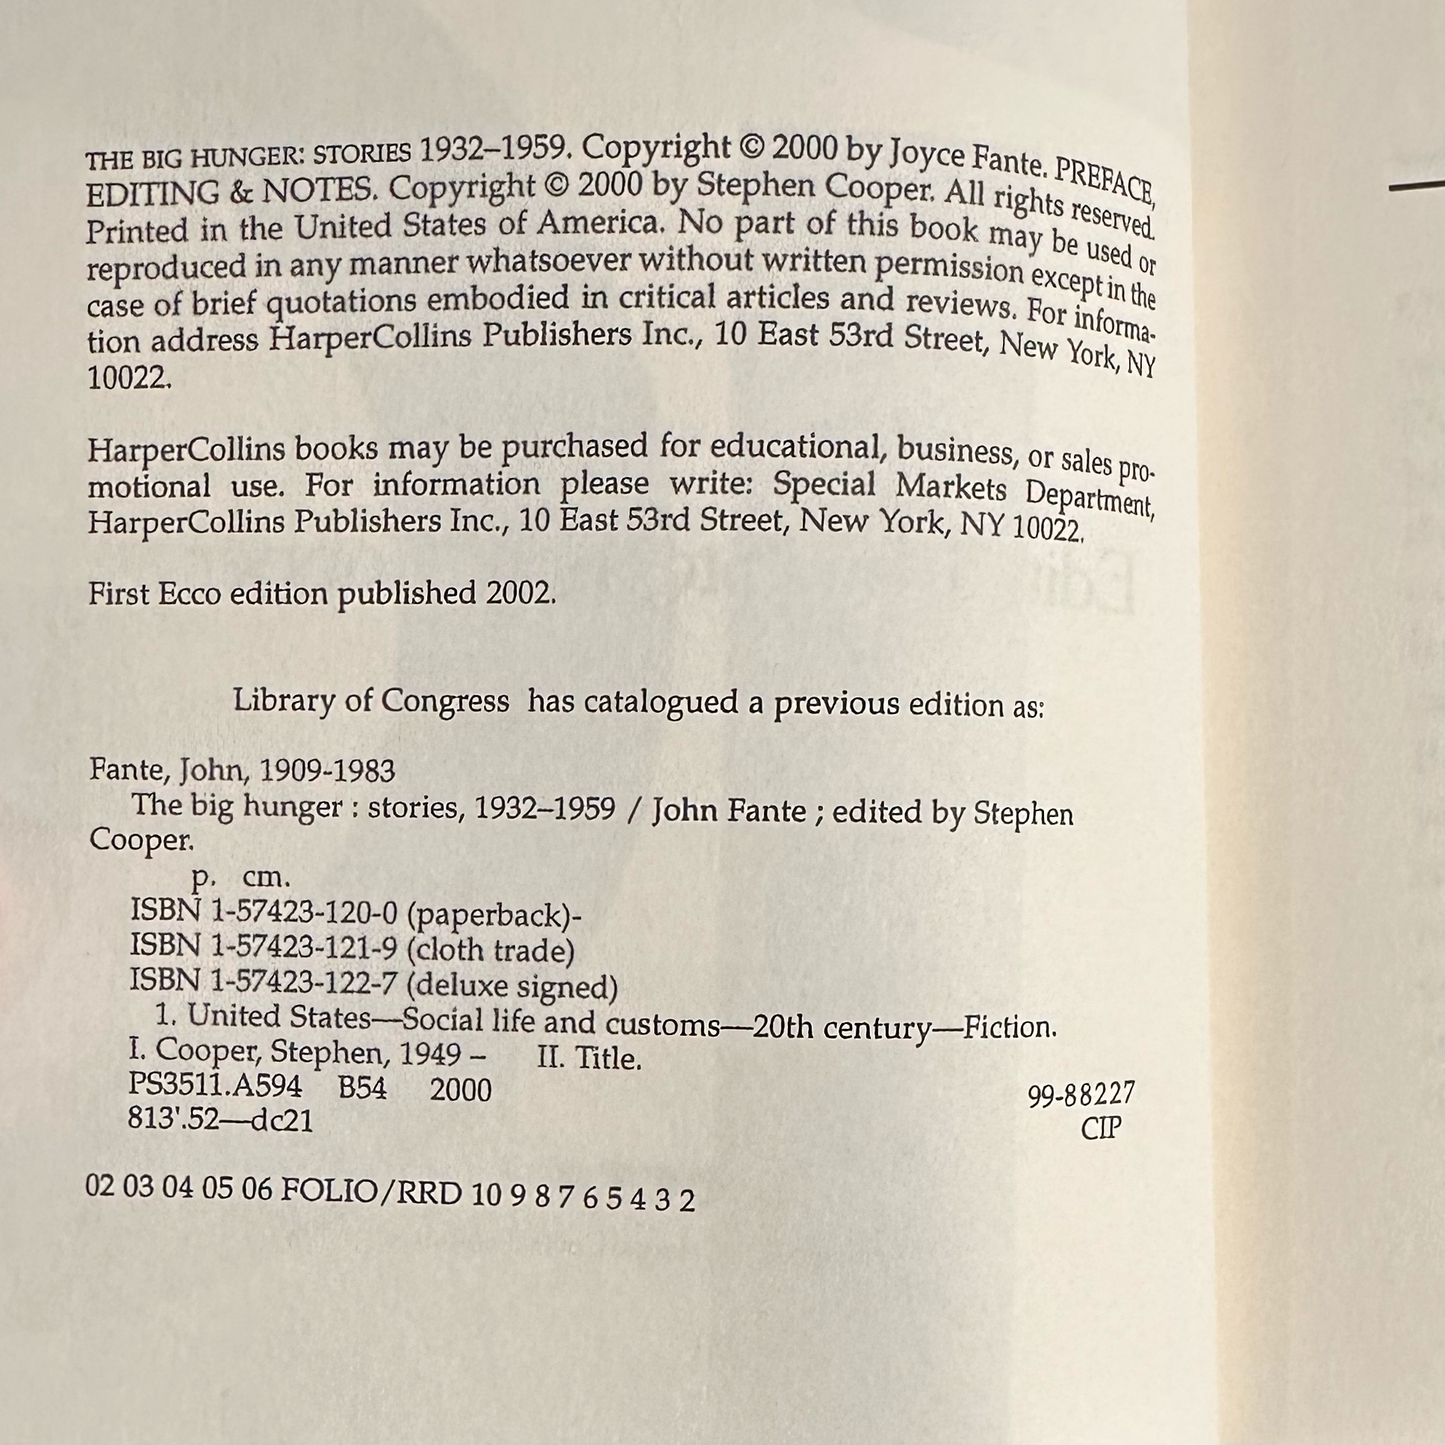 THE BIG HUNGER: STORIES 1932–1959. Copyright © 2000 by Joyce Fante. PREFACE,
EDITING & NOTES. Copyright © 2000 by Stephen Cooper. All rights reserved.
Printed in the United States of America. No part of this book may be used or
reproduced in any manner whatsoever without written permission except in the
case of brief quotations embodied in critical articles and reviews. For informa-
tion address HarperCollins Publishers Inc., 10 East 53rd Street, New York, NY
10022.
HarperCollins books may be purchased for educational, business, or sales pro-
motional use. For information please write: Special Markets Department,
HarperCollins Publishers Inc., 10 East 53rd Street, New York, NY 10022.
First Ecco edition published 2002.
Library of Congress has catalogued a previous edition as:
Fante, John, 1909-1983
The big hunger : stories, 1932–1959 / John Fante ; edited by Stephen
Cooper.
p. cm.
ISBN 1-57423-120-0 (paperback)-
ISBN 1-57423-121-9 (cloth trade)
ISBN 1-57423-122-7 (deluxe signed)
1. United States—Social life and customs—20th century—Fiction.
I. Cooper, Stephen, 1949 – II. Title.
PS3511.A594 B54 2000 99-88227
813'.52—dc21 CIP
02 03 04 05 06 FOLIO/RRD 10 9 8 7 6 5 4 3 2